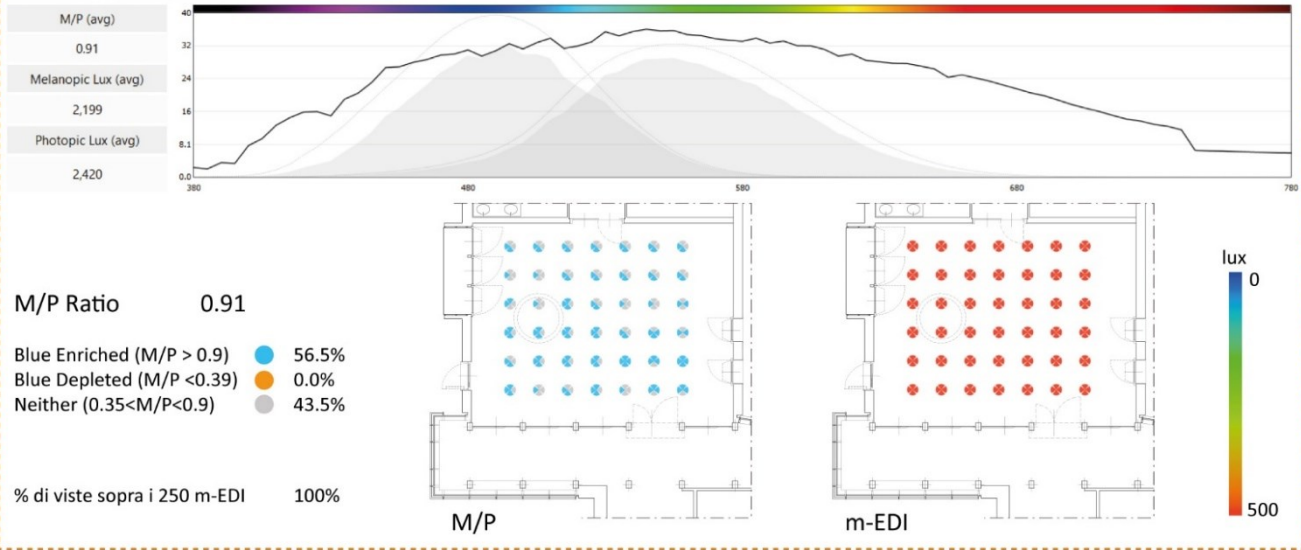 M/P (avg)
0.91
Melanopic Lux (avg)
2,199
Photopic Lux (avg)
2,420
40
32
24
16
8.1
0.0
380
480
580
680
780
M/P Ratio 0.91
Blue Enriched (M/P > 0.9) 56.5%
Blue Depleted (M/P <0.39) 0.0%
Neither (0.35<M/P<0.9) 43.5%
% di viste sopra i 250 m-EDI 100%
M/P
m-EDI
lux
0
500